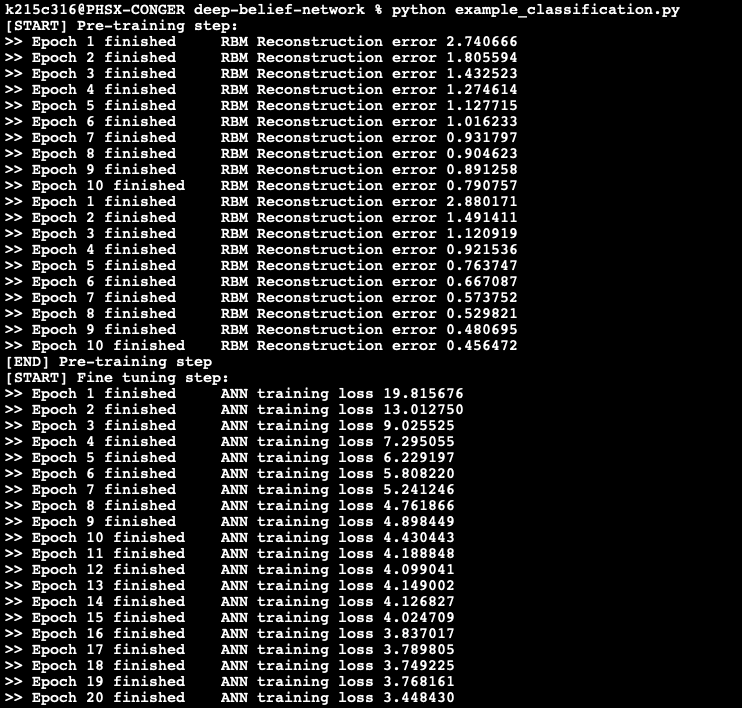 k215c316@PHSX-CONGER deep-belief-network % python example_classification.py
[START] Pre-training step:
>> Epoch 1 finished     RBM Reconstruction error 2.740666
>> Epoch 2 finished     RBM Reconstruction error 1.805594
>> Epoch 3 finished     RBM Reconstruction error 1.432523
>> Epoch 4 finished     RBM Reconstruction error 1.274614
>> Epoch 5 finished     RBM Reconstruction error 1.127715
>> Epoch 6 finished     RBM Reconstruction error 1.016233
>> Epoch 7 finished     RBM Reconstruction error 0.931797
>> Epoch 8 finished     RBM Reconstruction error 0.904623
>> Epoch 9 finished     RBM Reconstruction error 0.891258
>> Epoch 10 finished    RBM Reconstruction error 0.790757
>> Epoch 1 finished     RBM Reconstruction error 2.880171
>> Epoch 2 finished     RBM Reconstruction error 1.491411
>> Epoch 3 finished     RBM Reconstruction error 1.120919
>> Epoch 4 finished     RBM Reconstruction error 0.921536
>> Epoch 5 finished     RBM Reconstruction error 0.763747
>> Epoch 6 finished     RBM Reconstruction error 0.667087
>> Epoch 7 finished     RBM Reconstruction error 0.573752
>> Epoch 8 finished     RBM Reconstruction error 0.529821
>> Epoch 9 finished     RBM Reconstruction error 0.480695
>> Epoch 10 finished    RBM Reconstruction error 0.456472
[END] Pre-training step
[START] Fine tuning step:
>> Epoch 1 finished     ANN training loss 19.815676
>> Epoch 2 finished     ANN training loss 13.012750
>> Epoch 3 finished     ANN training loss 9.025525
>> Epoch 4 finished     ANN training loss 7.295055
>> Epoch 5 finished     ANN training loss 6.229197
>> Epoch 6 finished     ANN training loss 5.808220
>> Epoch 7 finished     ANN training loss 5.241246
>> Epoch 8 finished     ANN training loss 4.761866
>> Epoch 9 finished     ANN training loss 4.898449
>> Epoch 10 finished    ANN training loss 4.430443
>> Epoch 11 finished    ANN training loss 4.188848
>> Epoch 12 finished    ANN training loss 4.099041
>> Epoch 13 finished    ANN training loss 4.149002
>> Epoch 14 finished    ANN training loss 4.126827
>> Epoch 15 finished    ANN training loss 4.024709
>> Epoch 16 finished    ANN training loss 3.837017
>> Epoch 17 finished    ANN training loss 3.789805
>> Epoch 18 finished    ANN training loss 3.749225
>> Epoch 19 finished    ANN training loss 3.768161
>> Epoch 20 finished    ANN training loss 3.448430